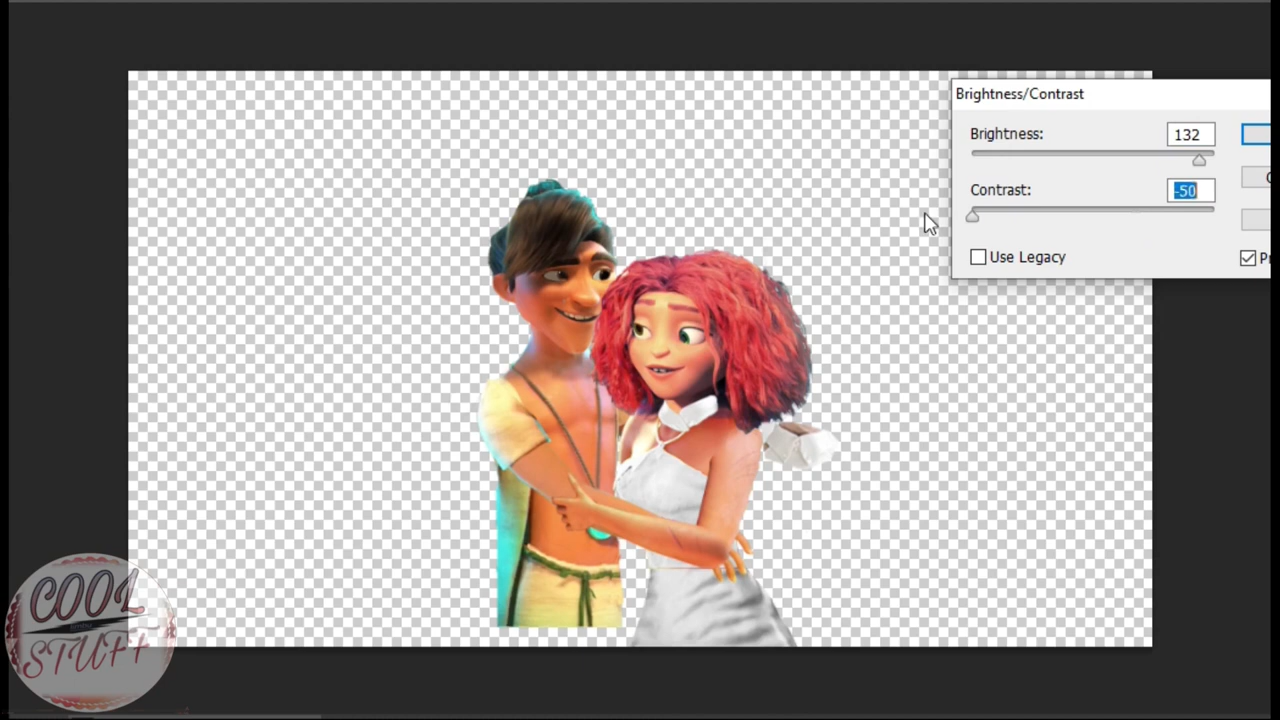 Brightness/Contrast
Brightness:
132
Contrast:
-50
Use Legacy
COOL
STUFF